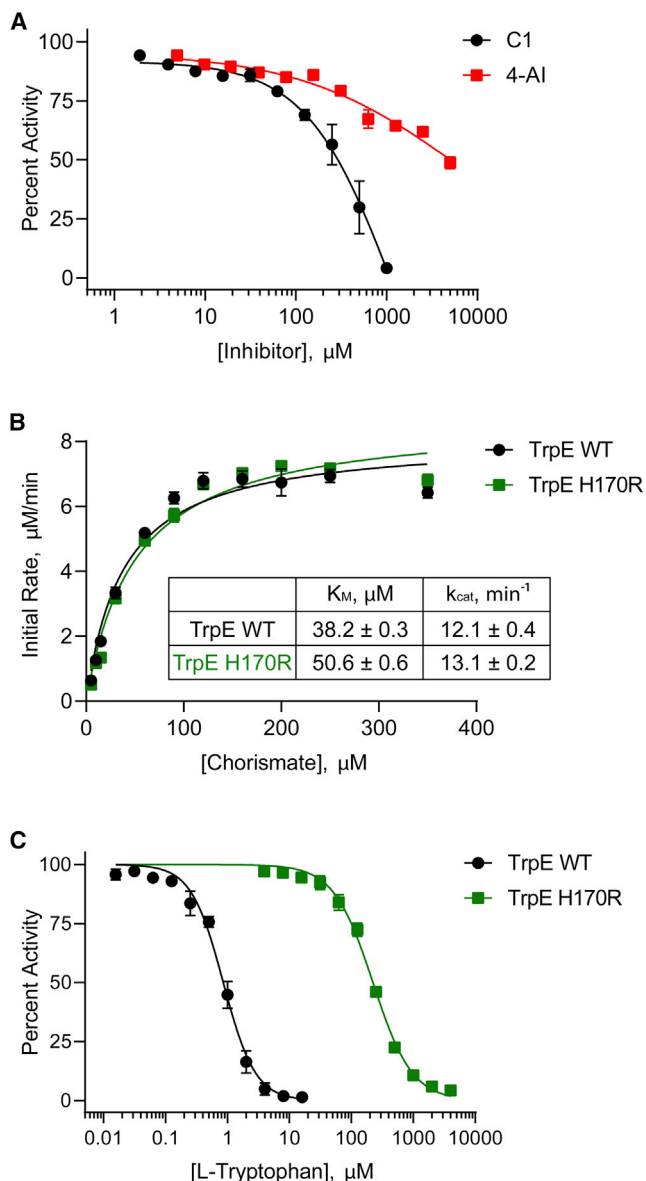 A
100
75
50
25
0
Percent Activity
1 10 100 1000 10000
[Inhibitor], μM
C1
4-AI
B
8
6
4
2
0
Initial Rate, μM/min
0 100 200 300 400
[Chorismate], μM
TrpE WT
TrpE H170R
K_M, μM k_cat, min⁻¹
TrpE WT 38.2 ± 0.3 12.1 ± 0.4
TrpE H170R 50.6 ± 0.6 13.1 ± 0.2
C
100
75
50
25
0
Percent Activity
0.01 0.1 1 10 100 1000 10000
[L-Tryptophan], μM
TrpE WT
TrpE H170R